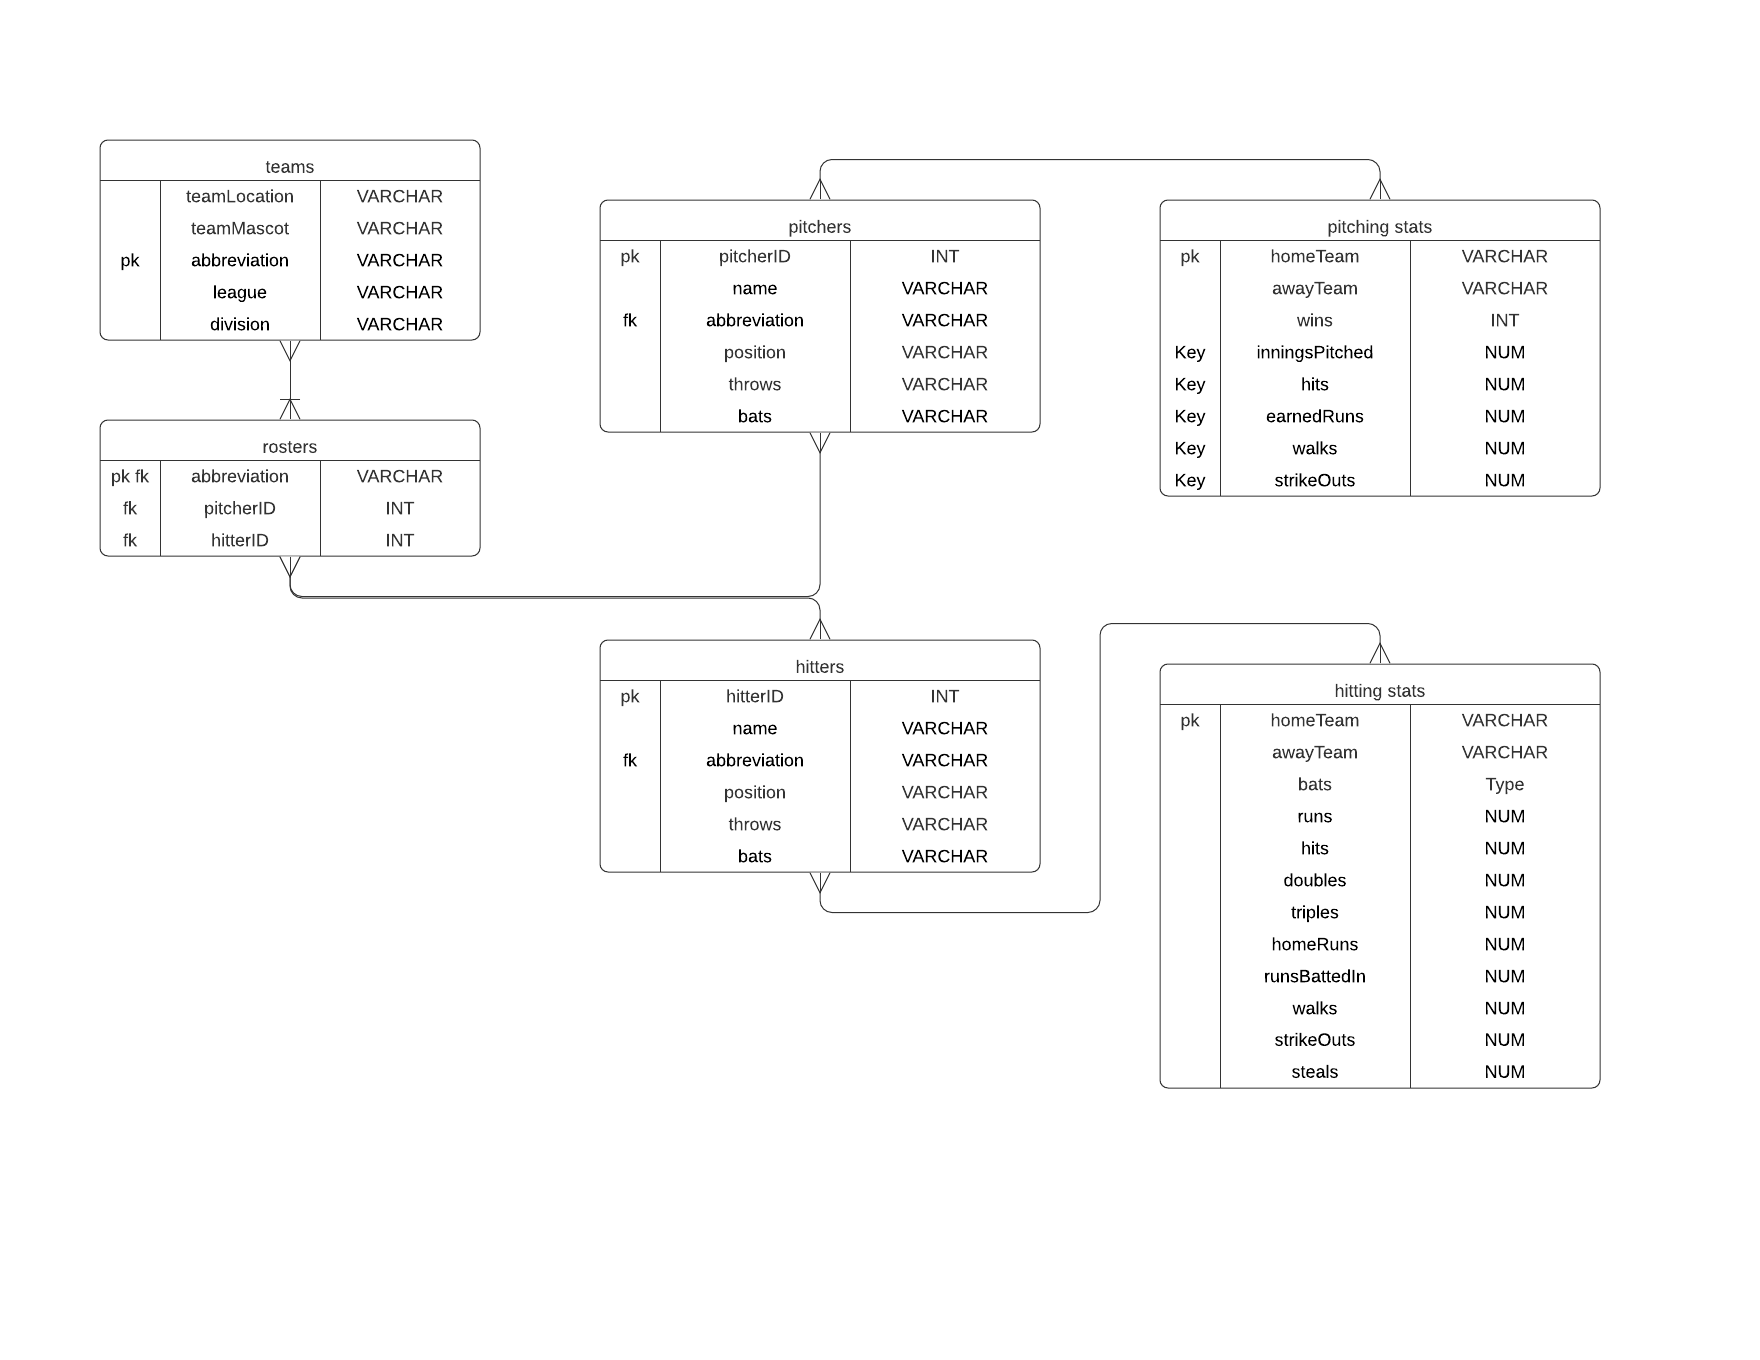 teams
teamLocation VARCHAR
teamMascot VARCHAR
pk abbreviation VARCHAR
league VARCHAR
division VARCHAR
rosters
pk fk abbreviation VARCHAR
fk pitcherID INT
fk hitterID INT
pitchers
pk pitcherID INT
name VARCHAR
fk abbreviation VARCHAR
position VARCHAR
throws VARCHAR
bats VARCHAR
hitters
pk hitterID INT
name VARCHAR
fk abbreviation VARCHAR
position VARCHAR
throws VARCHAR
bats VARCHAR
pitching stats
pk homeTeam VARCHAR
awayTeam VARCHAR
wins INT
Key inningsPitched NUM
Key hits NUM
Key earnedRuns NUM
Key walks NUM
Key strikeOuts NUM
hitting stats
pk homeTeam VARCHAR
awayTeam VARCHAR
bats Type
runs NUM
hits NUM
doubles NUM
triples NUM
homeRuns NUM
runsBattedIn NUM
walks NUM
strikeOuts NUM
steals NUM